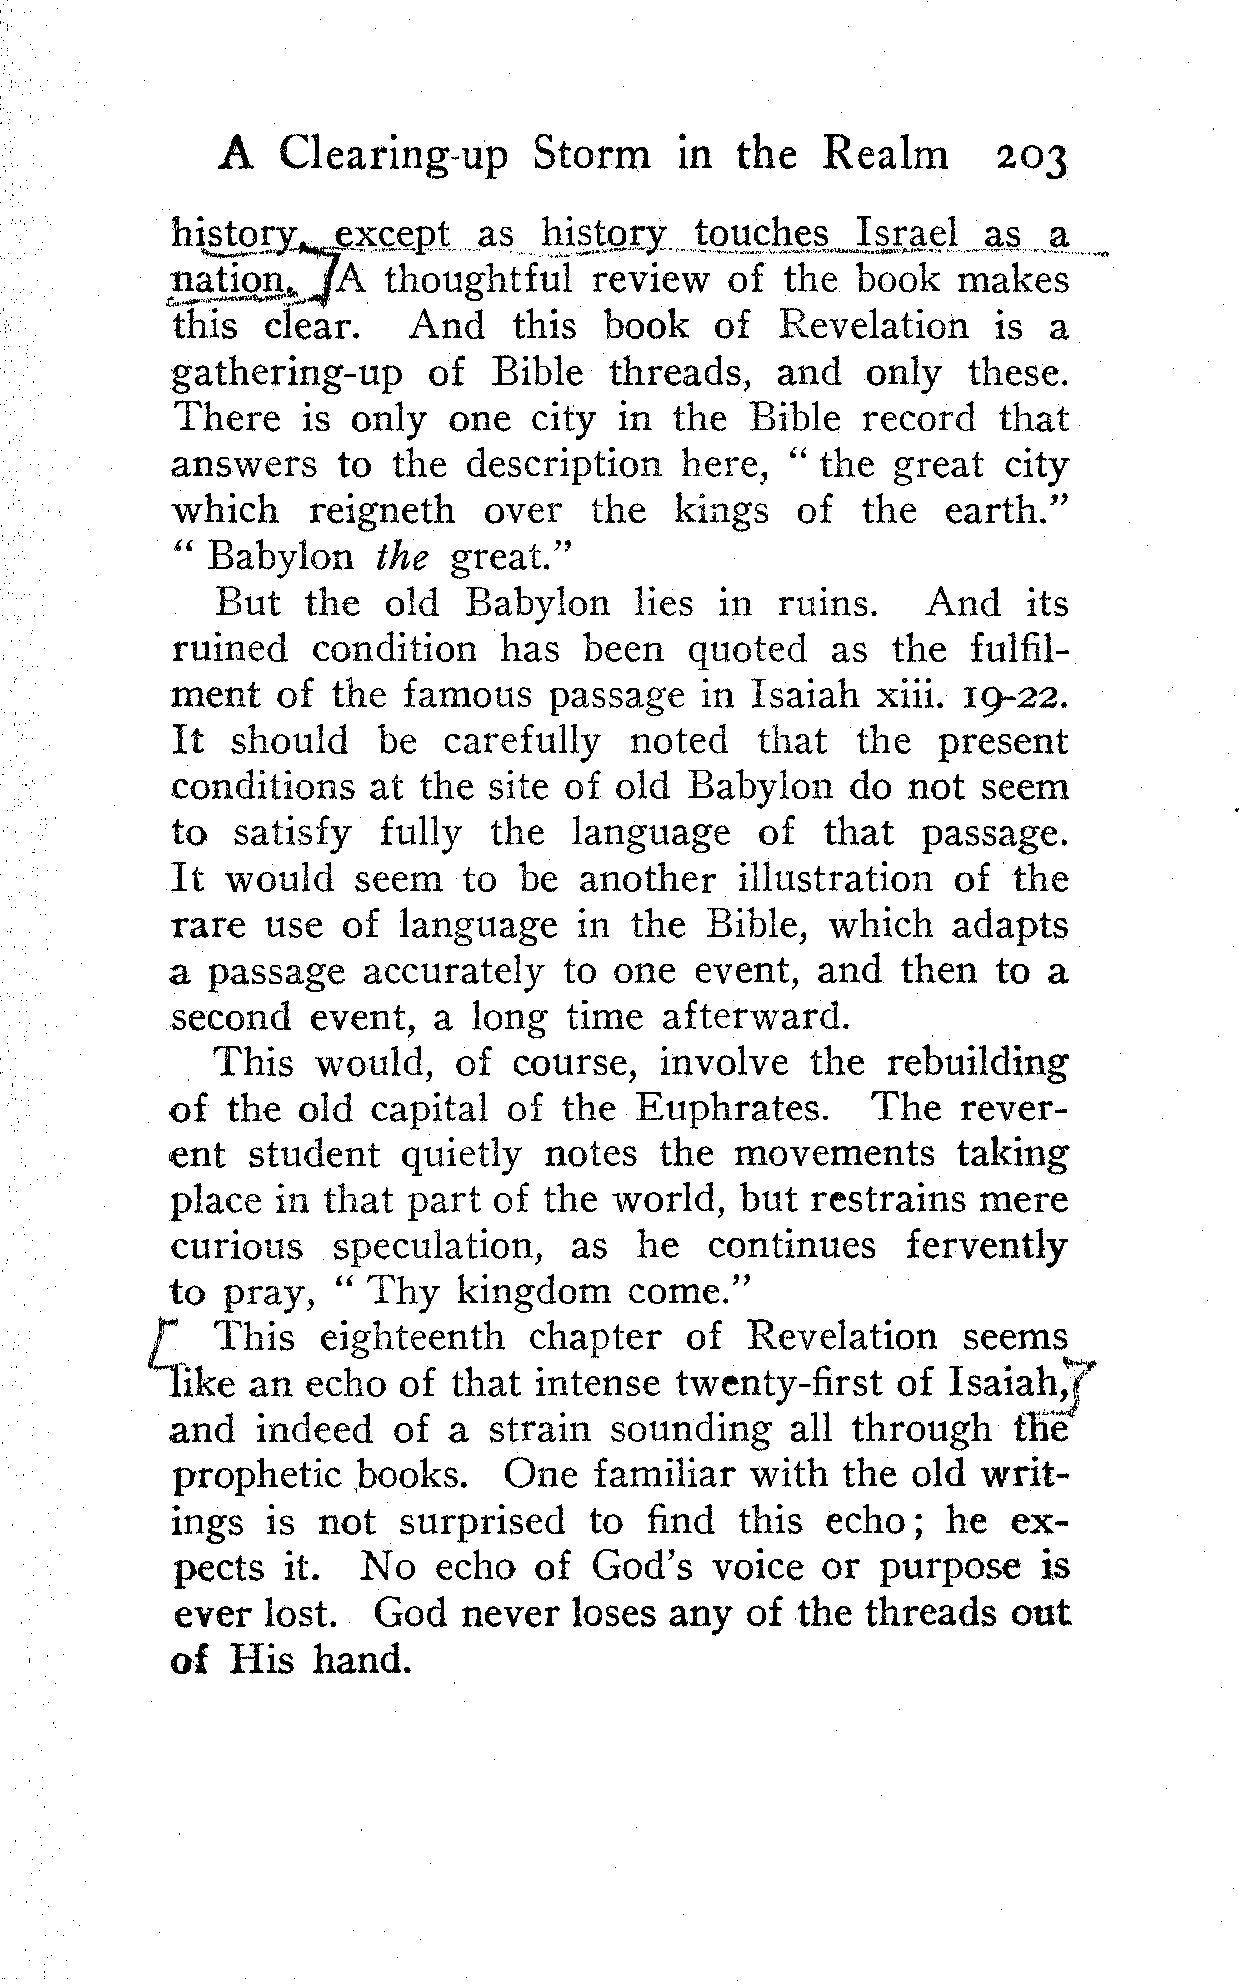 A Clearing-up Storm in the Realm 203
history, except as history touches Israel as a
nation. A thoughtful review of the book makes
this clear. And this book of Revelation is a
gathering-up of Bible threads, and only these.
There is only one city in the Bible record that
answers to the description here, “ the great city
which reigneth over the kings of the earth.”
“ Babylon the great.”
But the old Babylon lies in ruins. And its
ruined condition has been quoted as the fulfil-
ment of the famous passage in Isaiah xiii. 19-22.
It should be carefully noted that the present
conditions at the site of old Babylon do not seem
to satisfy fully the language of that passage.
It would seem to be another illustration of the
rare use of language in the Bible, which adapts
a passage accurately to one event, and then to a
second event, a long time afterward.
This would, of course, involve the rebuilding
of the old capital of the Euphrates. The rever-
ent student quietly notes the movements taking
place in that part of the world, but restrains mere
curious speculation, as he continues fervently
to pray, “ Thy kingdom come.”
This eighteenth chapter of Revelation seems
like an echo of that intense twenty-first of Isaiah,
and indeed of a strain sounding all through the
prophetic books. One familiar with the old writ-
ings is not surprised to find this echo; he ex-
pects it. No echo of God's voice or purpose is
ever lost. God never loses any of the threads out
of His hand.